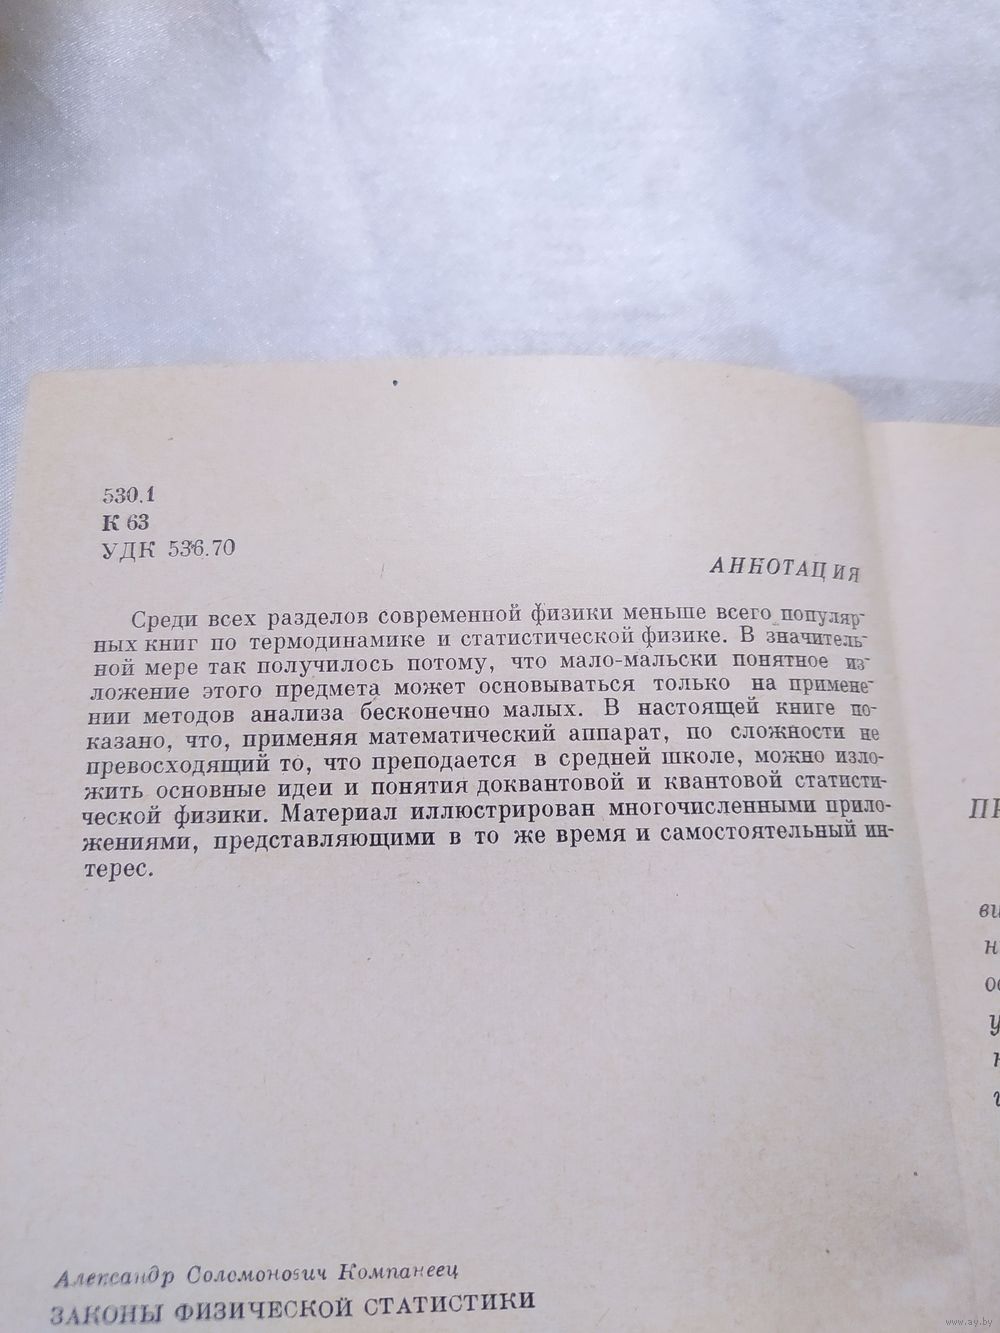 530.1
К 63
УДК 536.70
АННОТАЦИЯ
Среди всех разделов современной физики меньше всего популяр-
ных книг по термодинамике и статистической физике. В значитель-
ной мере так получилось потому, что мало-мальски понятное из-
ложение этого предмета может основываться только на примене-
нии методов анализа бесконечно малых. В настоящей книге по-
казано, что, применяя математический аппарат, по сложности не
превосходящий то, что преподается в средней школе, можно изло-
жить основные идеи и понятия доквантовой и квантовой статисти-
ческой физики. Материал иллюстрирован многочисленными прило-
жениями, представляющими в то же время и самостоятельный ин-
терес.
Александр Соломонович Компанеец
ЗАКОНЫ ФИЗИЧЕСКОЙ СТАТИСТИКИ
www.ay.by